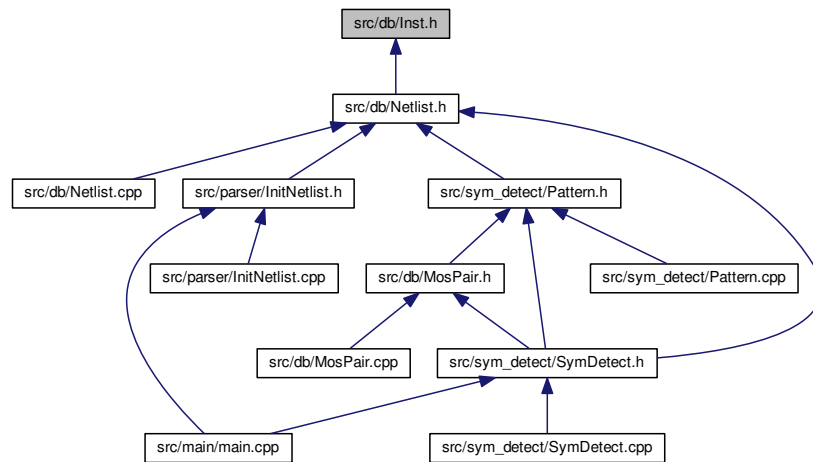 src/db/Inst.h
src/db/Netlist.h
src/db/Netlist.cpp
src/parser/InitNetlist.h
src/sym_detect/Pattern.h
src/parser/InitNetlist.cpp
src/db/MosPair.h
src/sym_detect/Pattern.cpp
src/db/MosPair.cpp
src/sym_detect/SymDetect.h
src/main/main.cpp
src/sym_detect/SymDetect.cpp